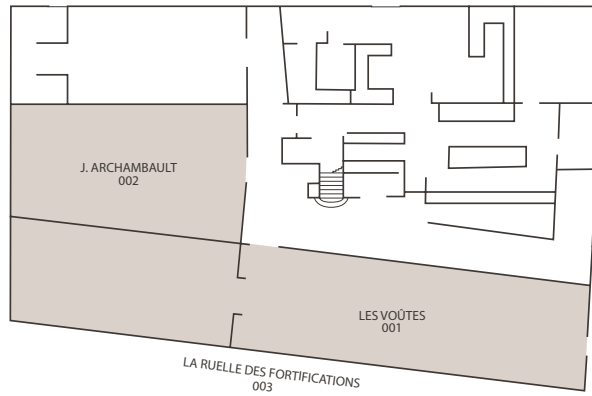 J. ARCHAMBAULT
002
LES VOÛTES
001
LA RUELLE DES FORTIFICATIONS
003